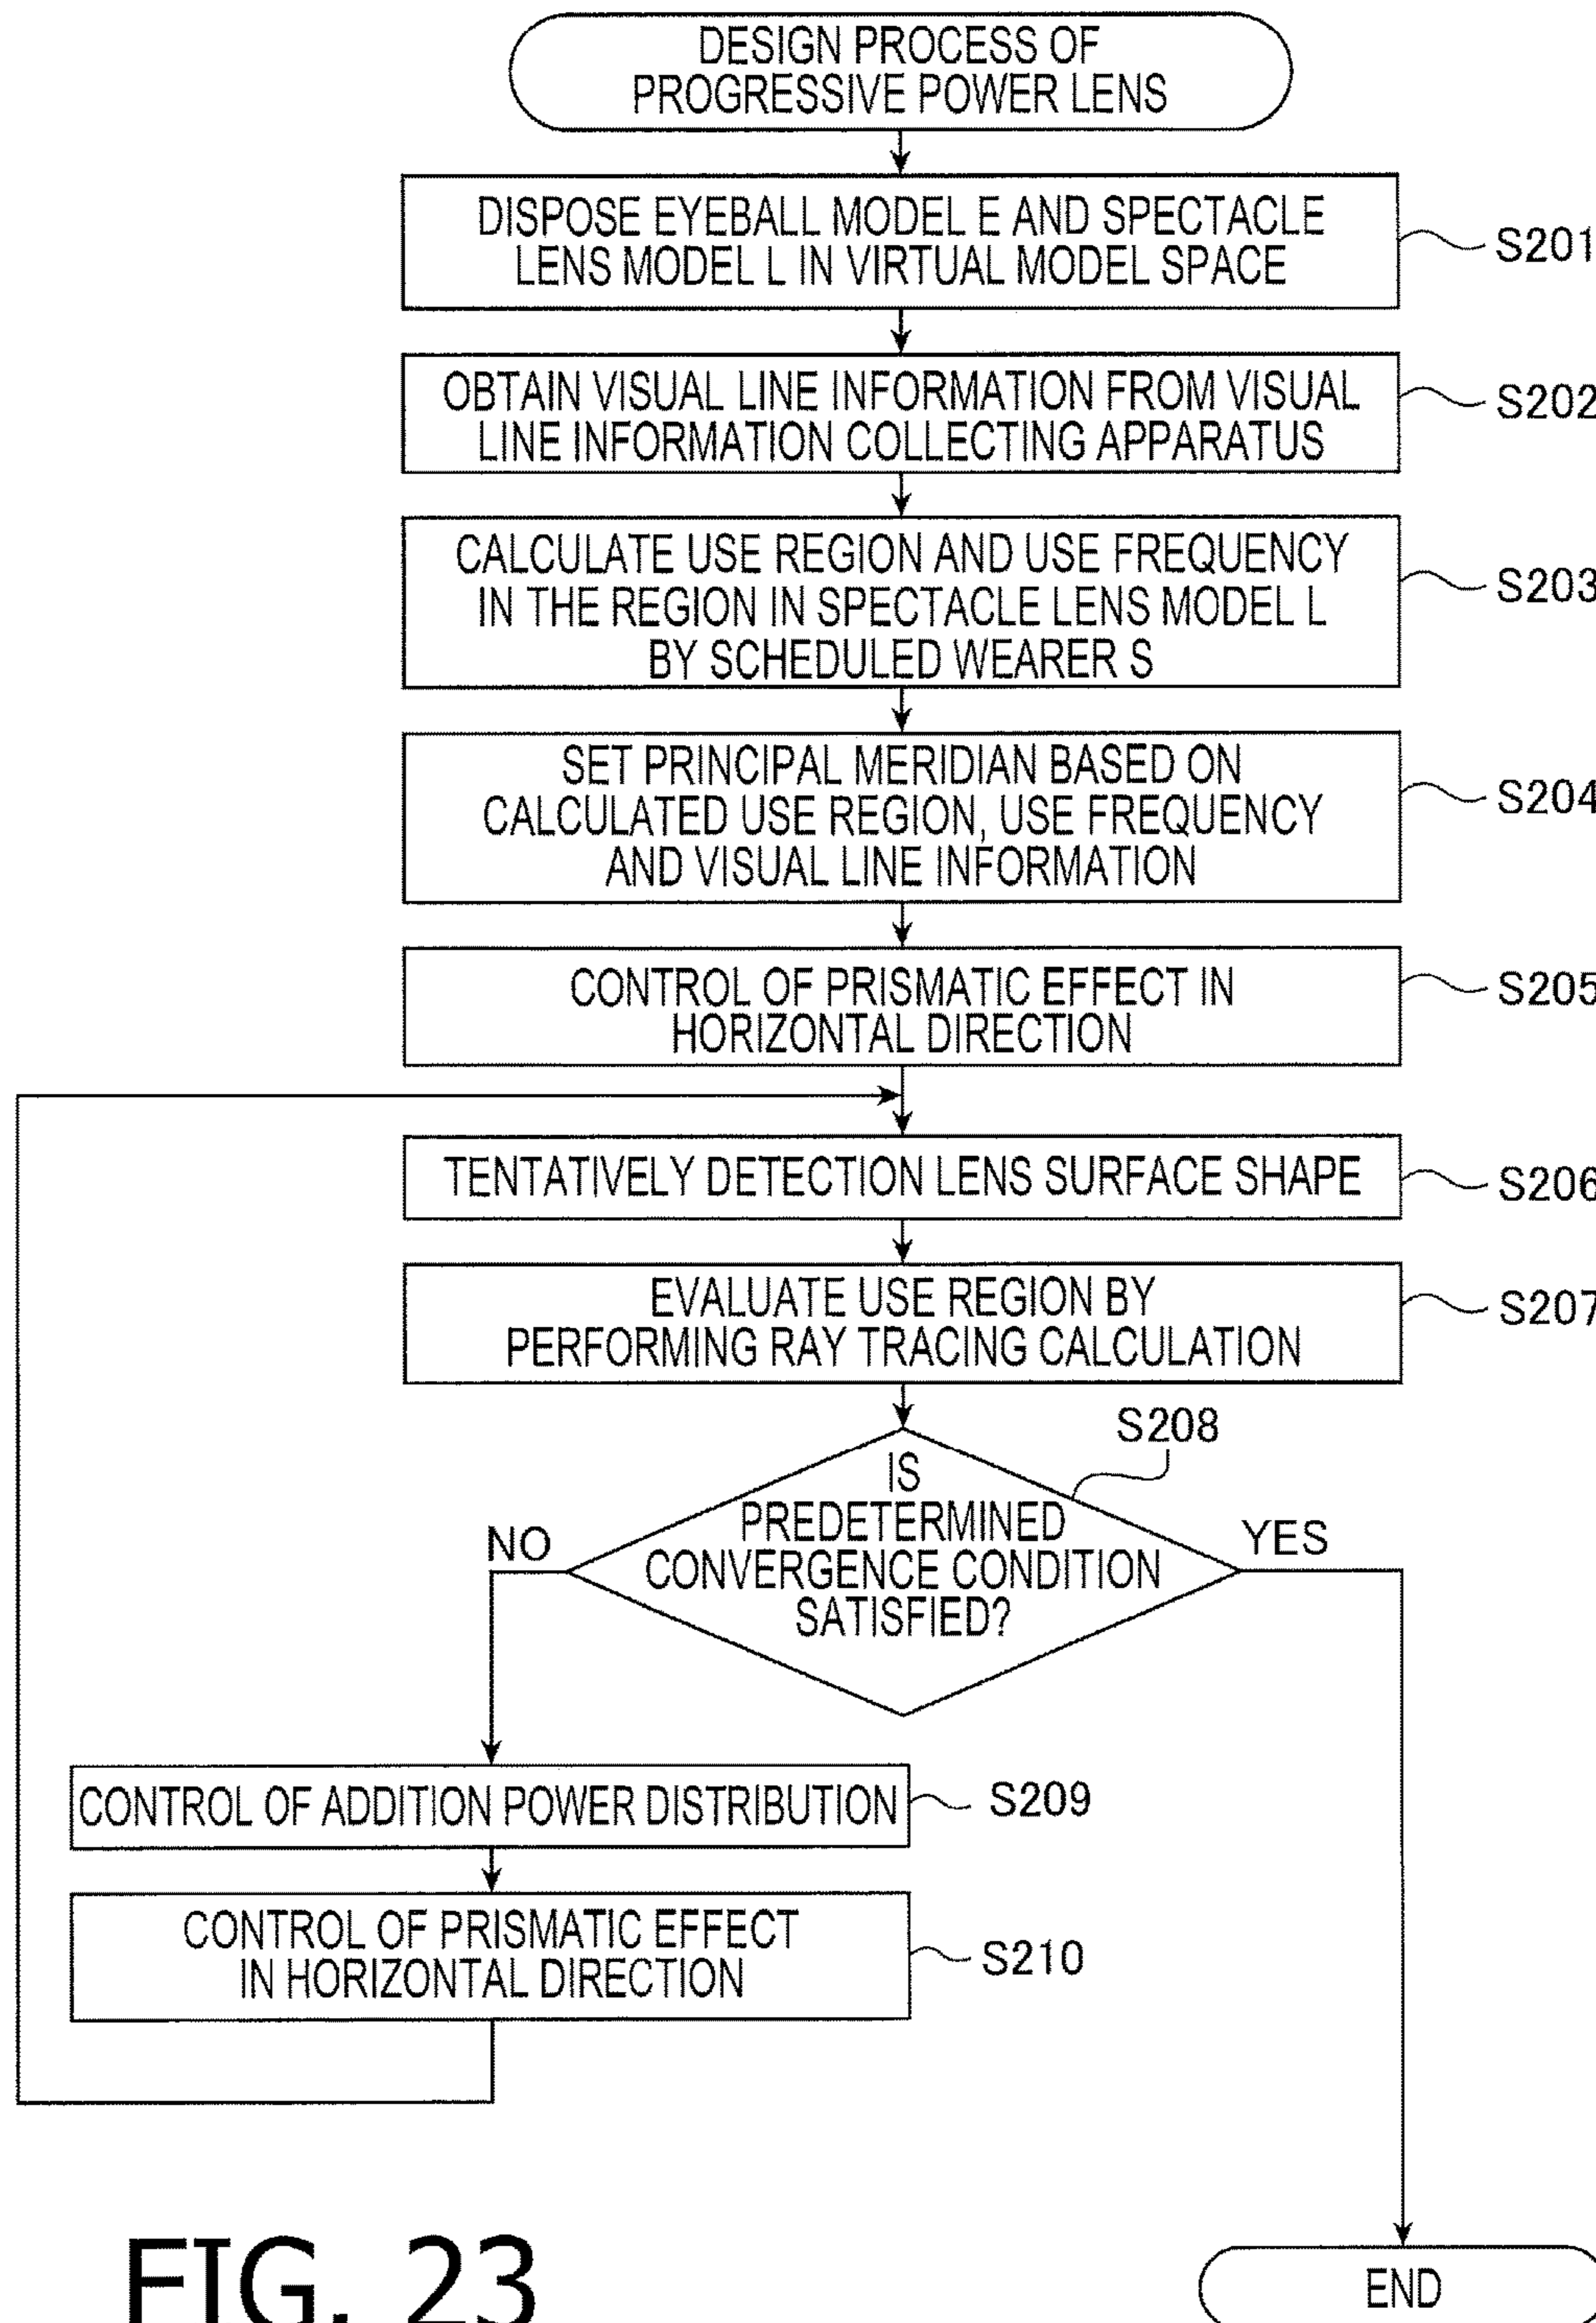 DESIGN PROCESS OF
PROGRESSIVE POWER LENS
DISPOSE EYEBALL MODEL E AND SPECTACLE
LENS MODEL L IN VIRTUAL MODEL SPACE
S201
OBTAIN VISUAL LINE INFORMATION FROM VISUAL
LINE INFORMATION COLLECTING APPARATUS
S202
CALCULATE USE REGION AND USE FREQUENCY
IN THE REGION IN SPECTACLE LENS MODEL L
BY SCHEDULED WEARER S
S203
SET PRINCIPAL MERIDIAN BASED ON
CALCULATED USE REGION, USE FREQUENCY
AND VISUAL LINE INFORMATION
S204
CONTROL OF PRISMATIC EFFECT IN
HORIZONTAL DIRECTION
S205
TENTATIVELY DETECTION LENS SURFACE SHAPE
S206
EVALUATE USE REGION BY
PERFORMING RAY TRACING CALCULATION
S207
S208
IS
PREDETERMINED
CONVERGENCE CONDITION
SATISFIED?
NO
YES
CONTROL OF ADDITION POWER DISTRIBUTION
S209
CONTROL OF PRISMATIC EFFECT
IN HORIZONTAL DIRECTION
S210
END
FIG. 23